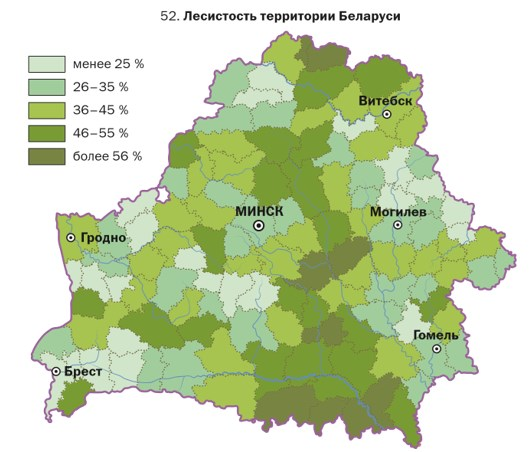 52. Лесистость территории Беларуси
менее 25 %
26–35 %
36–45 %
46–55 %
более 56 %
Витебск
МИНСК
Могилев
Гродно
Гомель
Брест